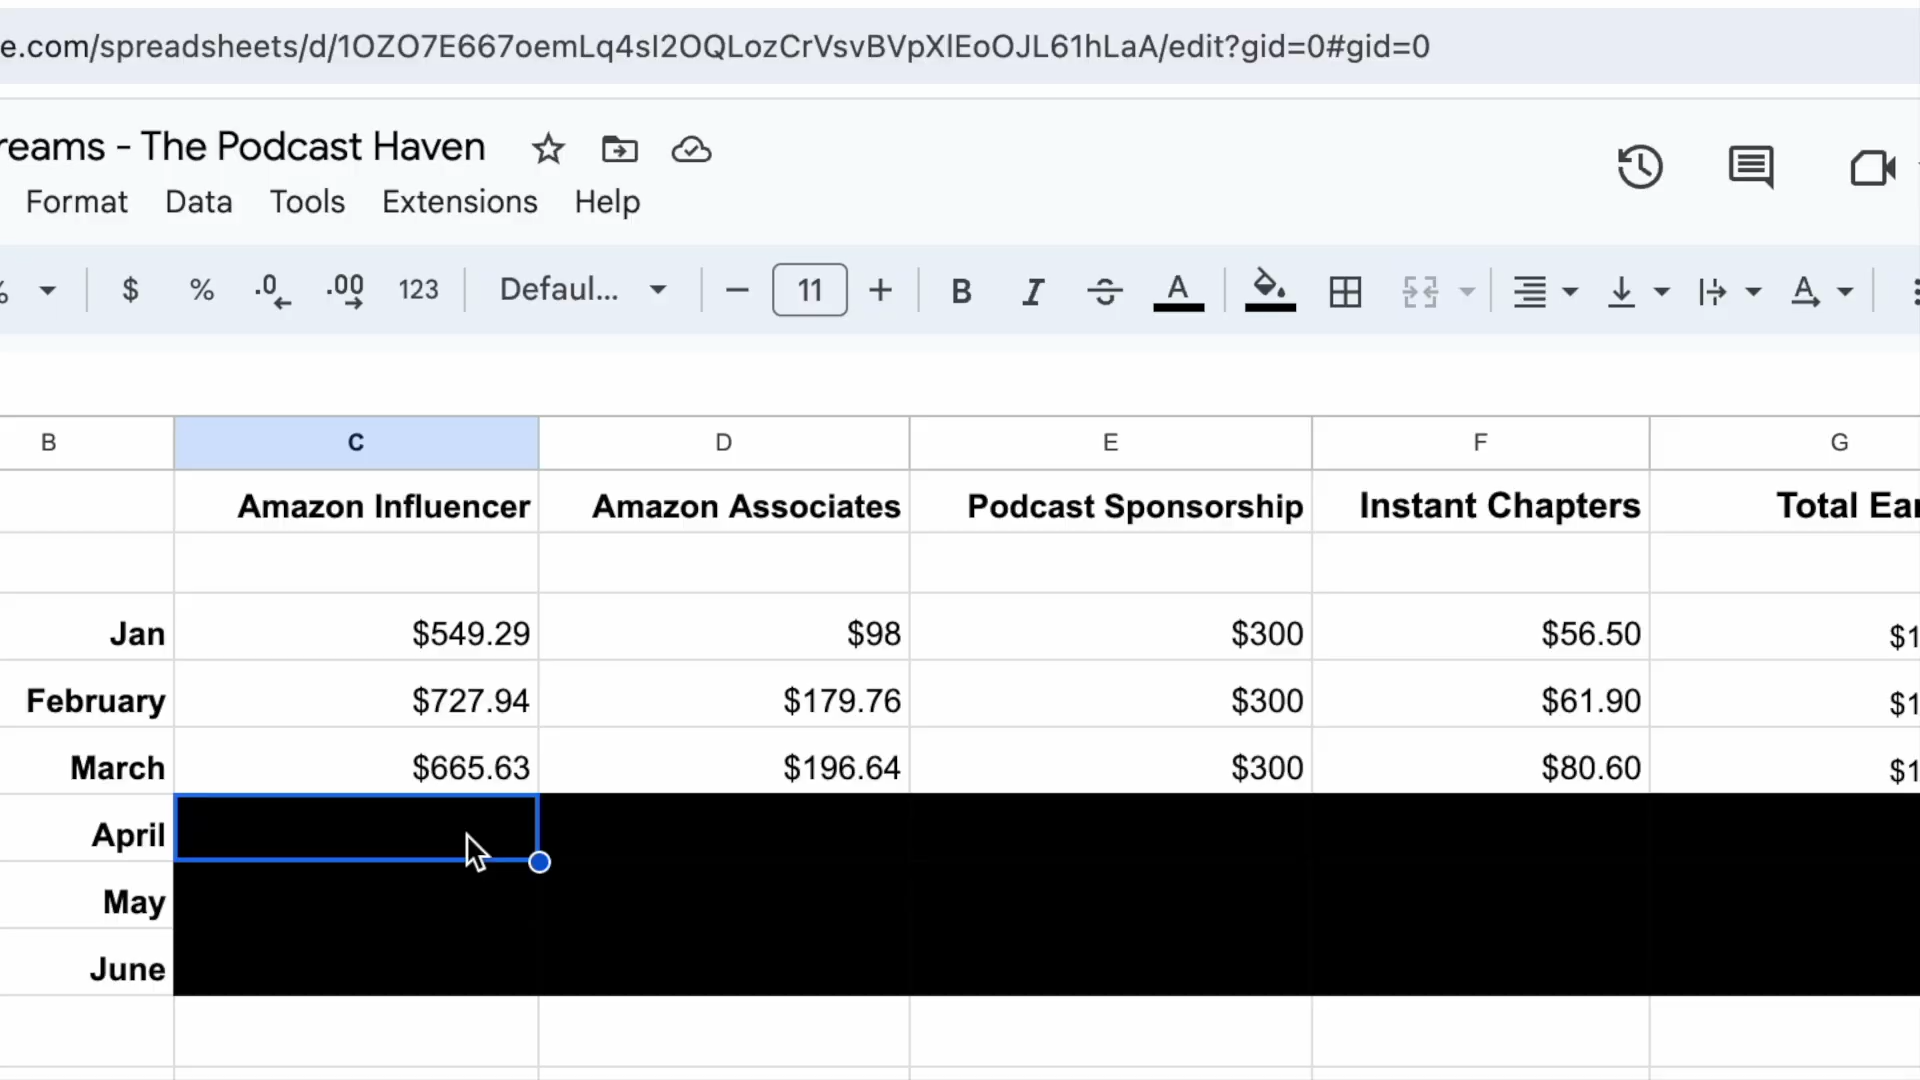 e.com/spreadsheets/d/1OZO7E667oemLq4sI2OQLozCrVsvBVpXlEoOJL61hLaA/edit?gid=0#gid=0
reams - The Podcast Haven
Format Data Tools Extensions Help
% $ % .0 .00 123 Defaul... 11 B I S A A
B C D E F G
Amazon Influencer Amazon Associates Podcast Sponsorship Instant Chapters Total Ear
Jan $549.29 $98 $300 $56.50 $1
February $727.94 $179.76 $300 $61.90 $1
March $665.63 $196.64 $300 $80.60 $1
April
May
June